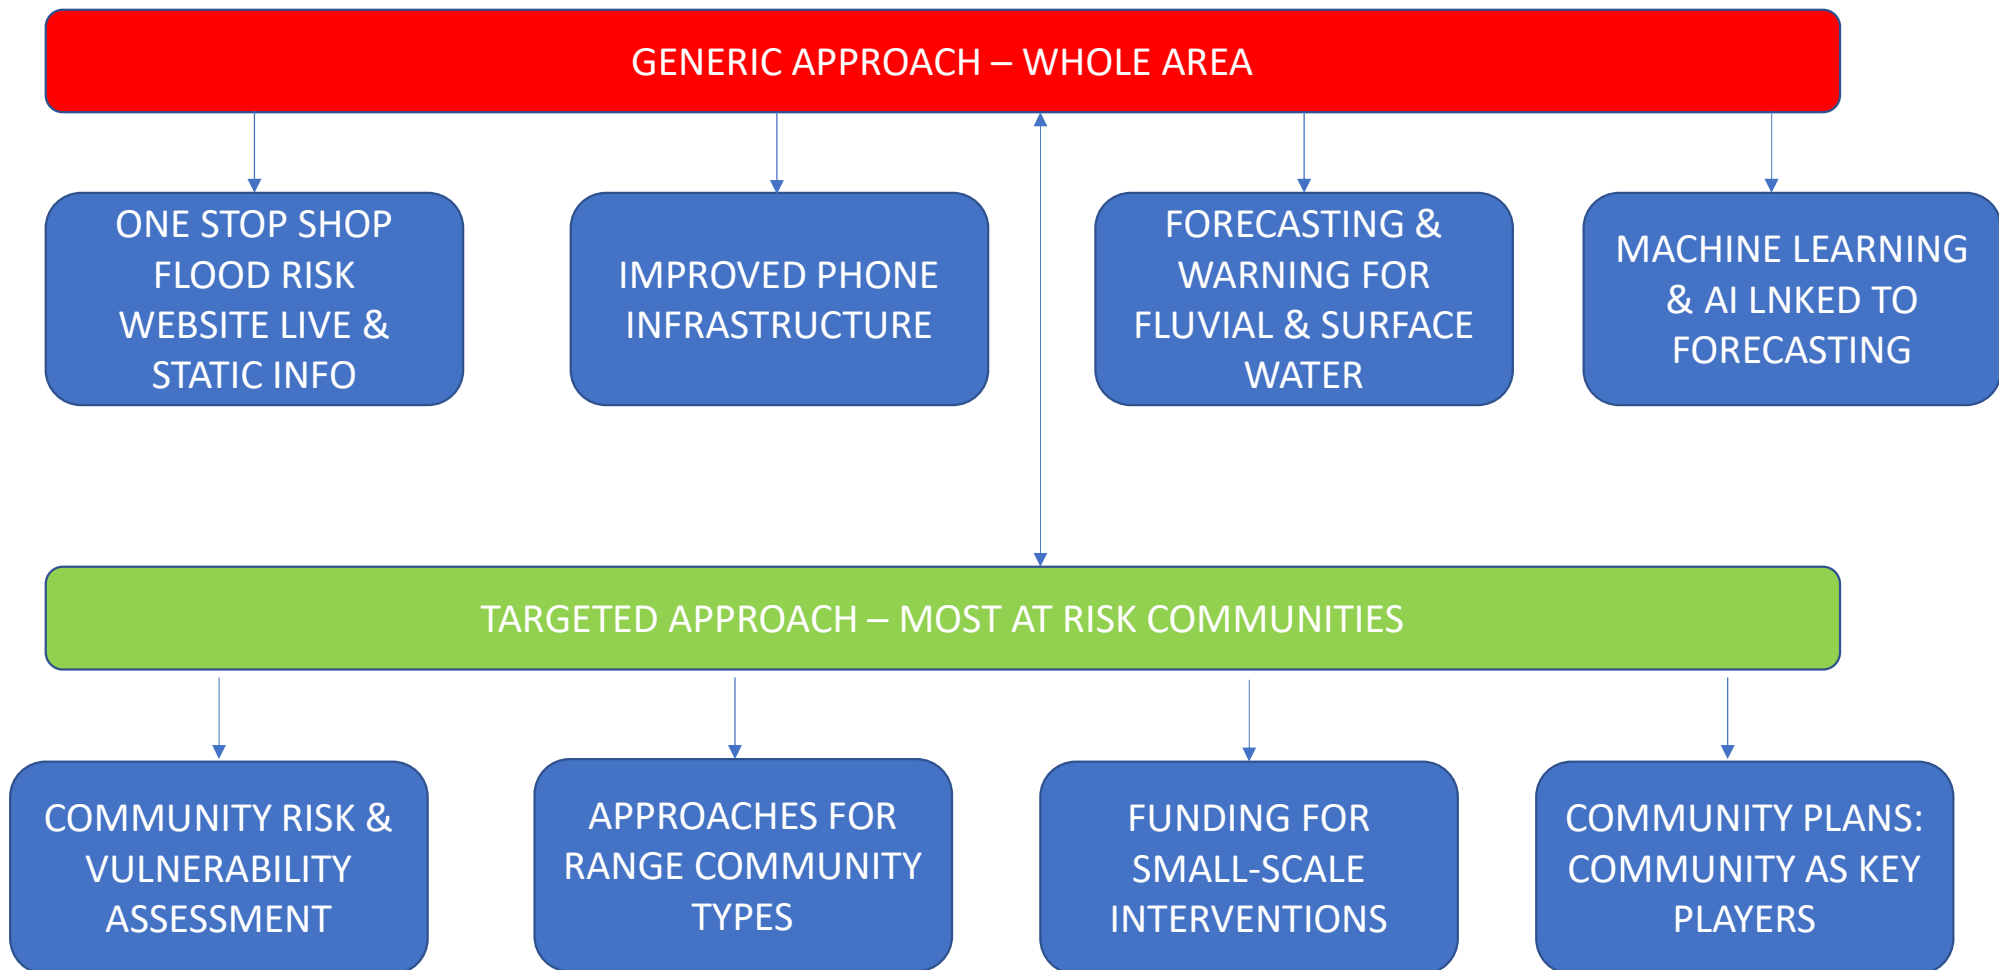 GENERIC APPROACH – WHOLE AREA
ONE STOP SHOP
FLOOD RISK
WEBSITE LIVE &
STATIC INFO
IMPROVED PHONE
INFRASTRUCTURE
FORECASTING &
WARNING FOR
FLUVIAL & SURFACE
WATER
MACHINE LEARNING
& AI LNKED TO
FORECASTING
TARGETED APPROACH – MOST AT RISK COMMUNITIES
COMMUNITY RISK &
VULNERABILITY
ASSESSMENT
APPROACHES FOR
RANGE COMMUNITY
TYPES
FUNDING FOR
SMALL-SCALE
INTERVENTIONS
COMMUNITY PLANS:
COMMUNITY AS KEY
PLAYERS